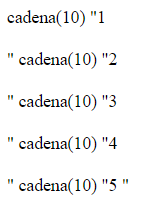 cadena(10) "1
" cadena(10) "2
" cadena(10) "3
" cadena(10) "4
" cadena(10) "5 "